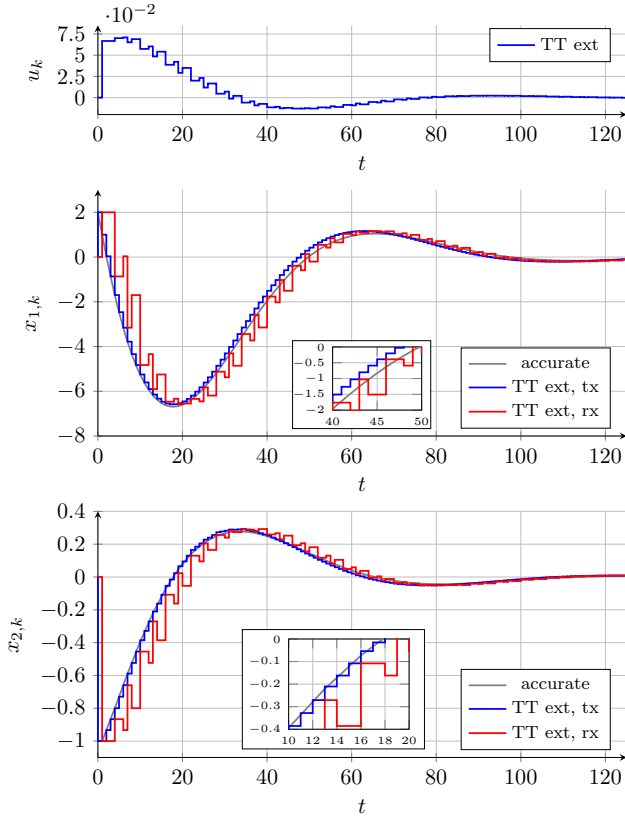 ·10⁻²
7.5
5
2.5
0
u_k
TT ext
0 20 40 60 80 100 120
t
2
0
−2
−4
−6
−8
x_{1,k}
0
−0.5
−1
−1.5
−2
40 45 50
accurate
TT ext, tx
TT ext, rx
0 20 40 60 80 100 120
t
0.4
0.2
0
−0.2
−0.4
−0.6
−0.8
−1
x_{2,k}
0
−0.1
−0.2
−0.3
−0.4
10 12 14 16 18 20
accurate
TT ext, tx
TT ext, rx
0 20 40 60 80 100 120
t